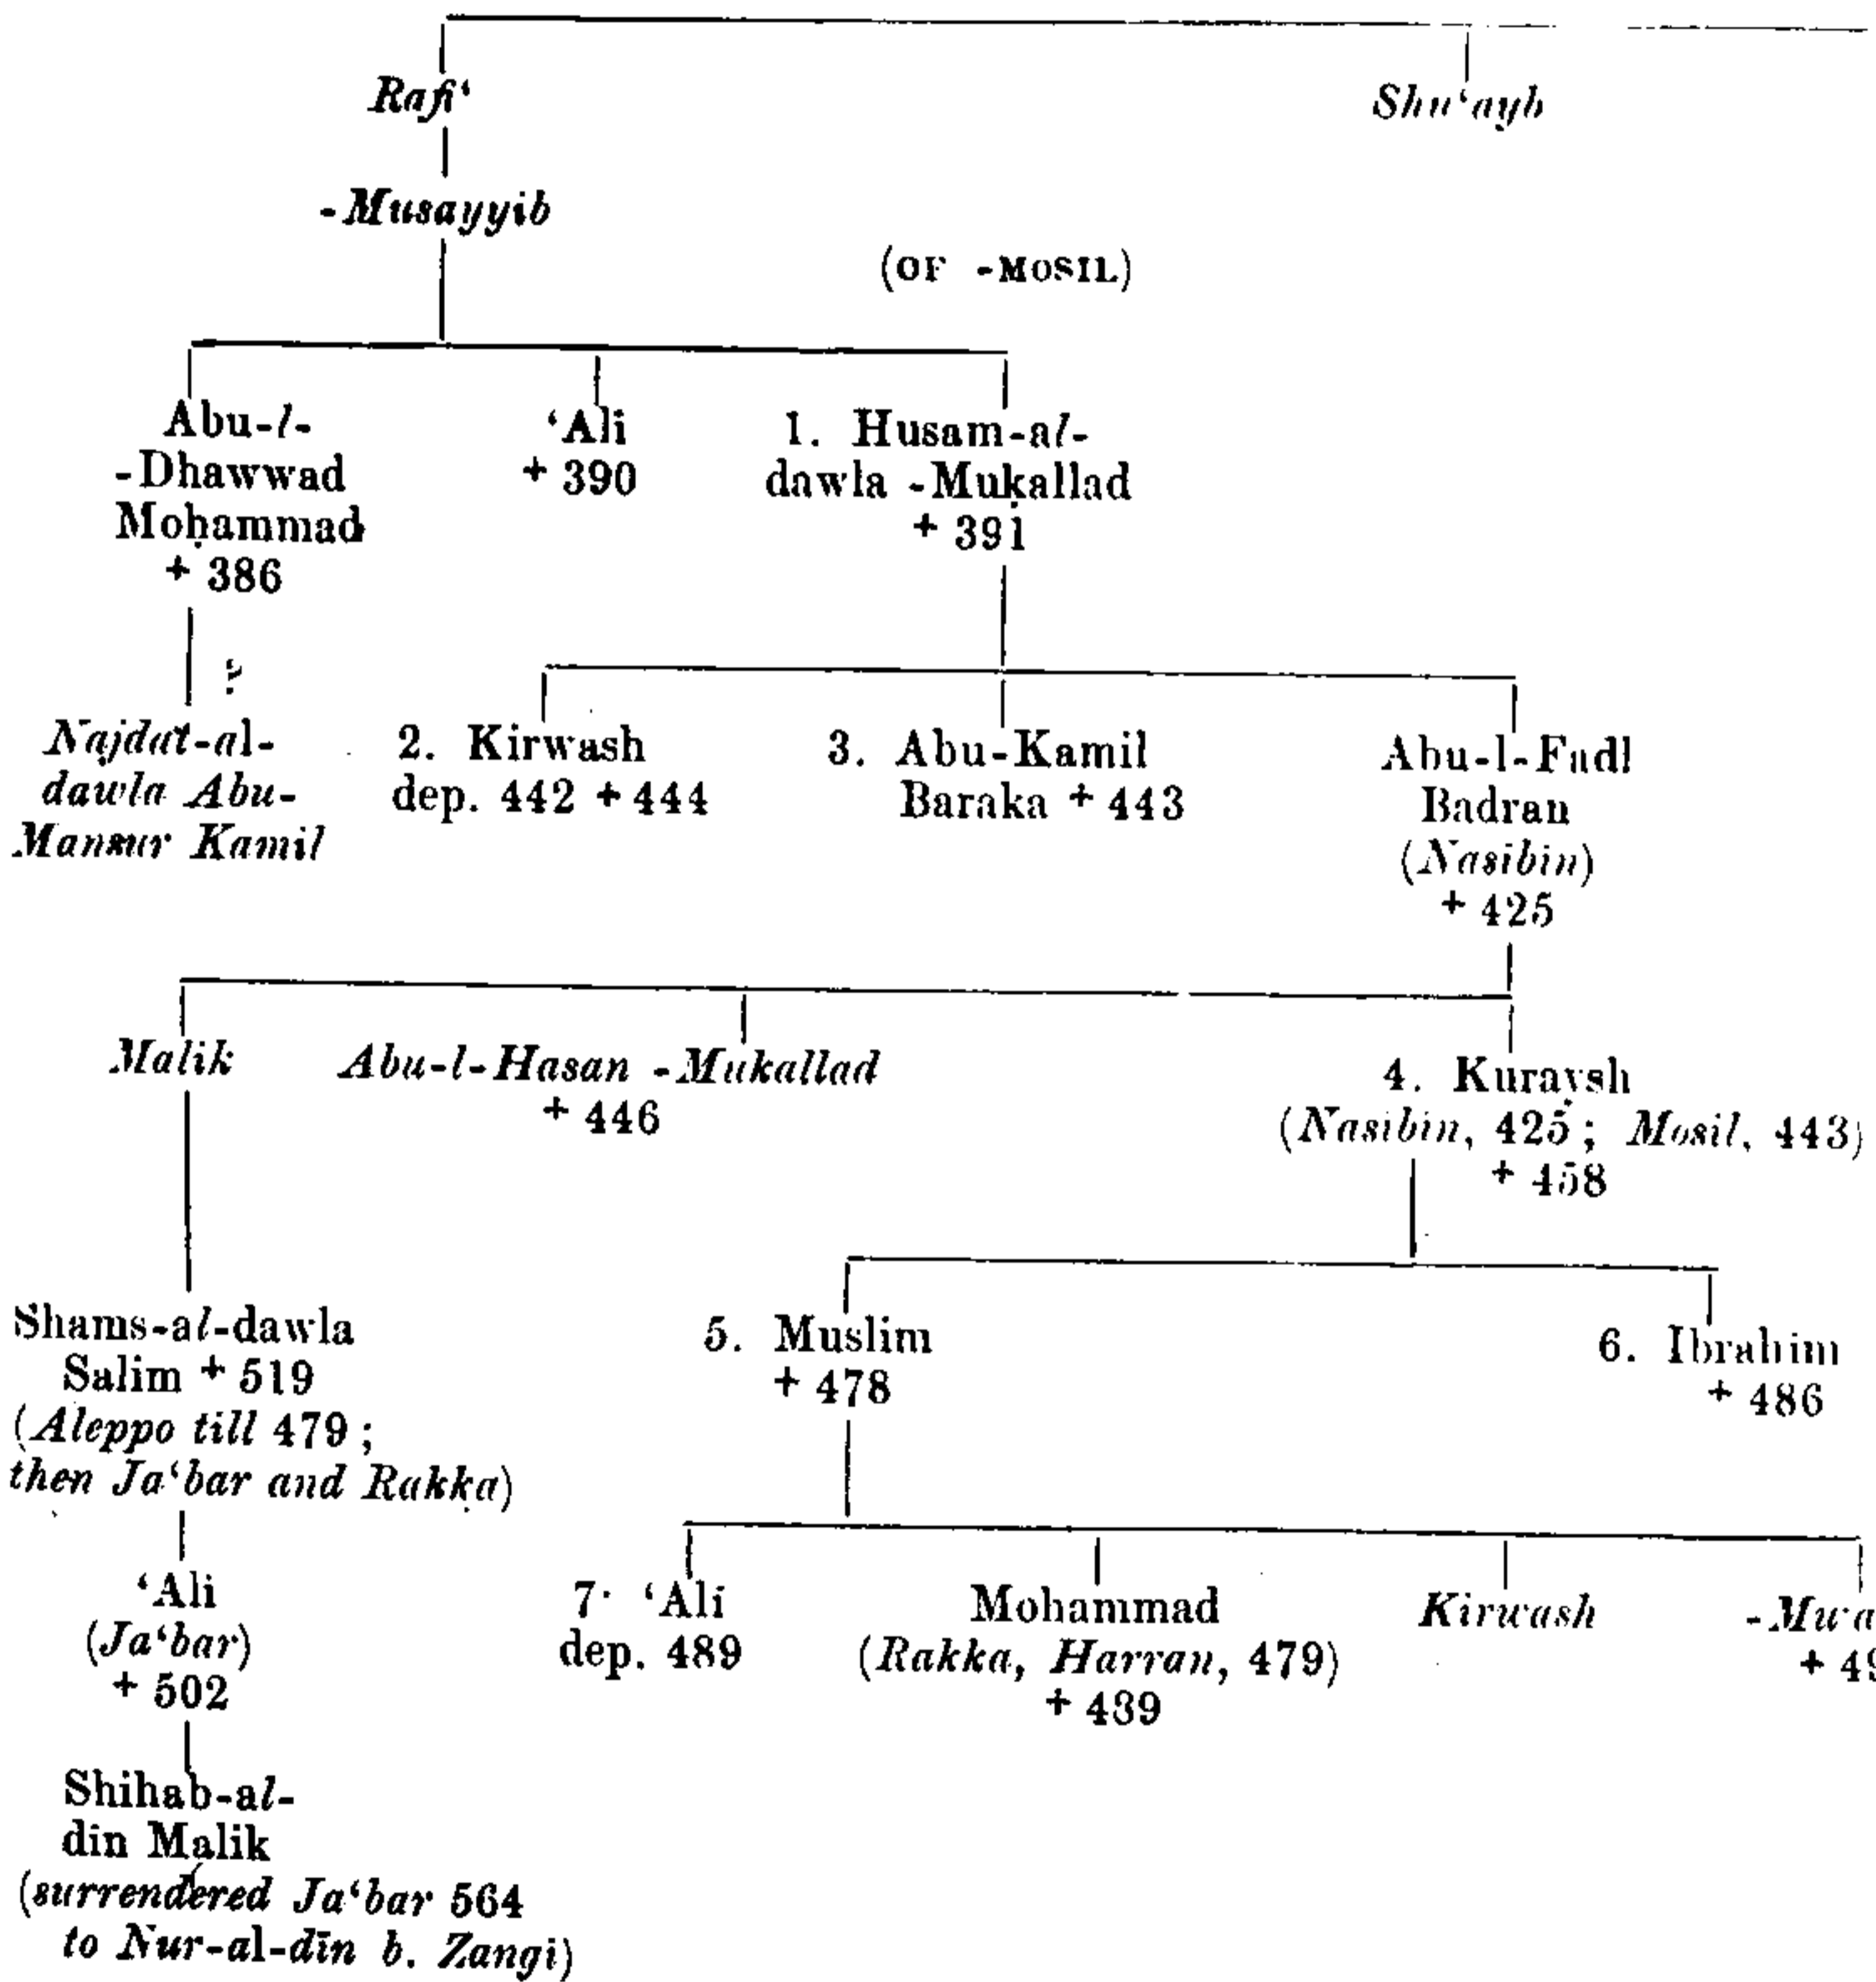 Rafi‘
Shu‘ayb
-Musayyib
(OF -MOSIL)
Abu-l-
-Dhawwad
Moḥammad
+ 386
‘Ali
+ 390
1. Husam-al-
dawla -Mukallad
+ 391
?
Najdat-al-
dawla Abu-
Mansur Kamil
2. Kirwash
dep. 442 + 444
3. Abu-Kamil
Baraka + 443
Abu-l-Fadl
Badran
(Nasibin)
+ 425
Malik
Abu-l-Hasan -Mukallad
+ 446
4. Kuraysh
(Nasibin, 425; Mosil, 443)
+ 458
Shams-al-dawla
Salim + 519
(Aleppo till 479;
then Ja‘bar and Rakka)
5. Muslim
+ 478
6. Ibrahim
+ 486
‘Ali
(Ja‘bar)
+ 502
7. ‘Ali
dep. 489
Mohammad
(Rakka, Harran, 479)
+ 489
Kirwash
Shihab-al-
din Malik
(surrendered Ja‘bar 564
to Nur-al-din b. Zangi)